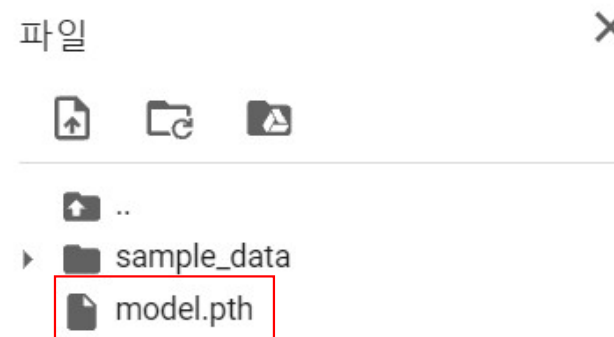 파일
..
sample_data
model.pth